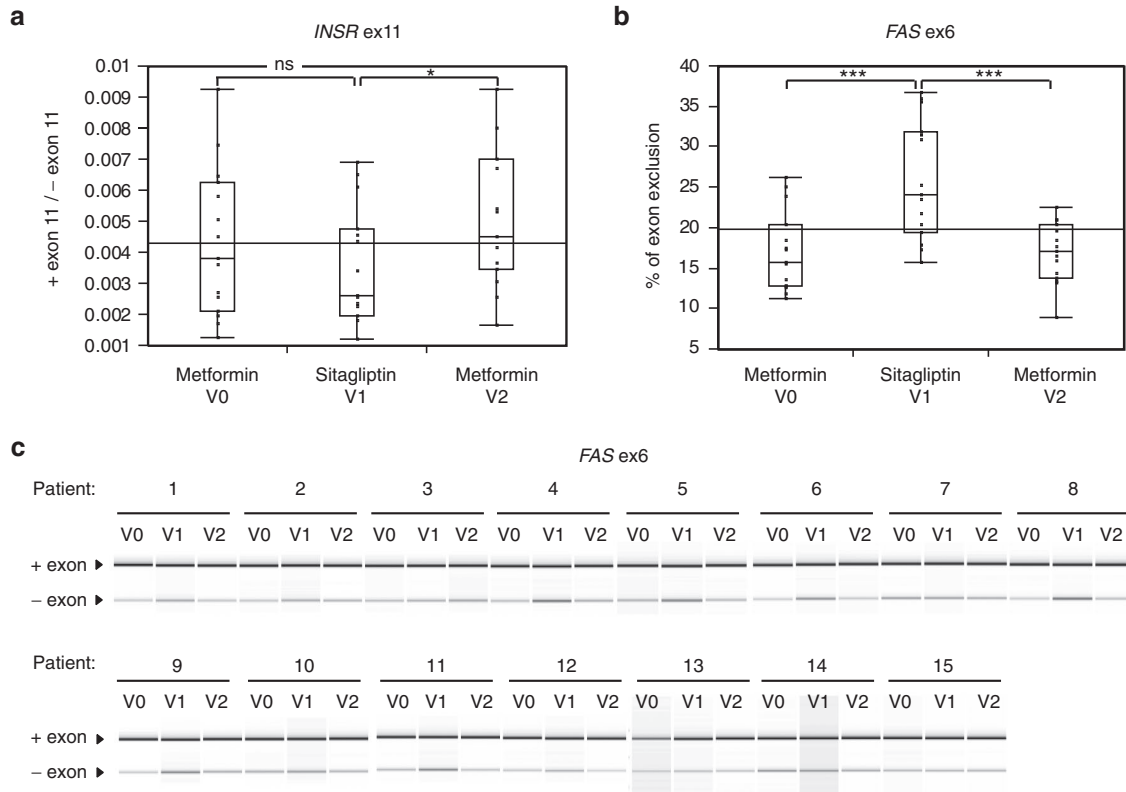 a
INSR ex11
+ exon 11 / – exon 11
0.01
0.009
0.008
0.007
0.006
0.005
0.004
0.003
0.002
0.001
ns
*
Metformin V0
Sitagliptin V1
Metformin V2
b
FAS ex6
% of exon exclusion
40
35
30
25
20
15
10
5
***
***
Metformin V0
Sitagliptin V1
Metformin V2
c
FAS ex6
Patient: 1 2 3 4 5 6 7 8
V0 V1 V2 V0 V1 V2 V0 V1 V2 V0 V1 V2 V0 V1 V2 V0 V1 V2 V0 V1 V2 V0 V1 V2
+ exon
– exon
Patient: 9 10 11 12 13 14 15
V0 V1 V2 V0 V1 V2 V0 V1 V2 V0 V1 V2 V0 V1 V2 V0 V1 V2 V0 V1 V2
+ exon
– exon